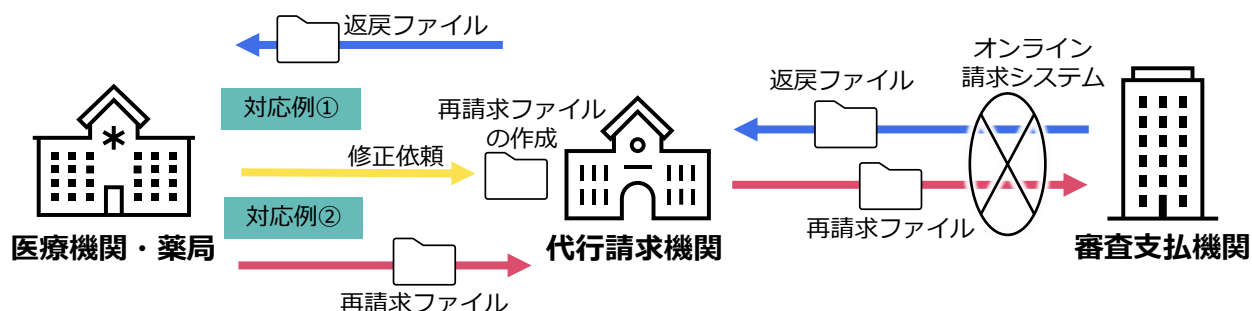 返戻ファイル
対応例①
修正依頼
対応例②
再請求ファイル
医療機関・薬局
再請求ファイル
の作成
代行請求機関
返戻ファイル
オンライン
請求システム
再請求ファイル
審査支払機関